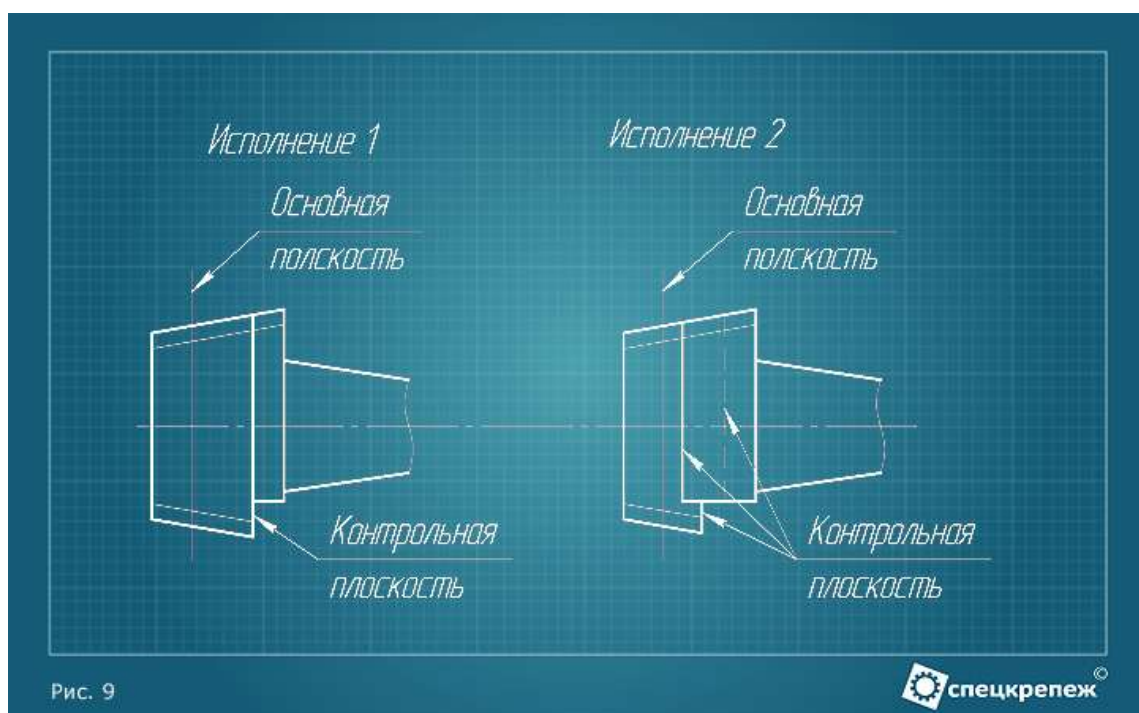 Исполнение 1
Исполнение 2
Основная
полскость
Основная
полскость
Контрольная
плоскость
Контрольная
плоскость
Рис. 9
спецкрепеж©